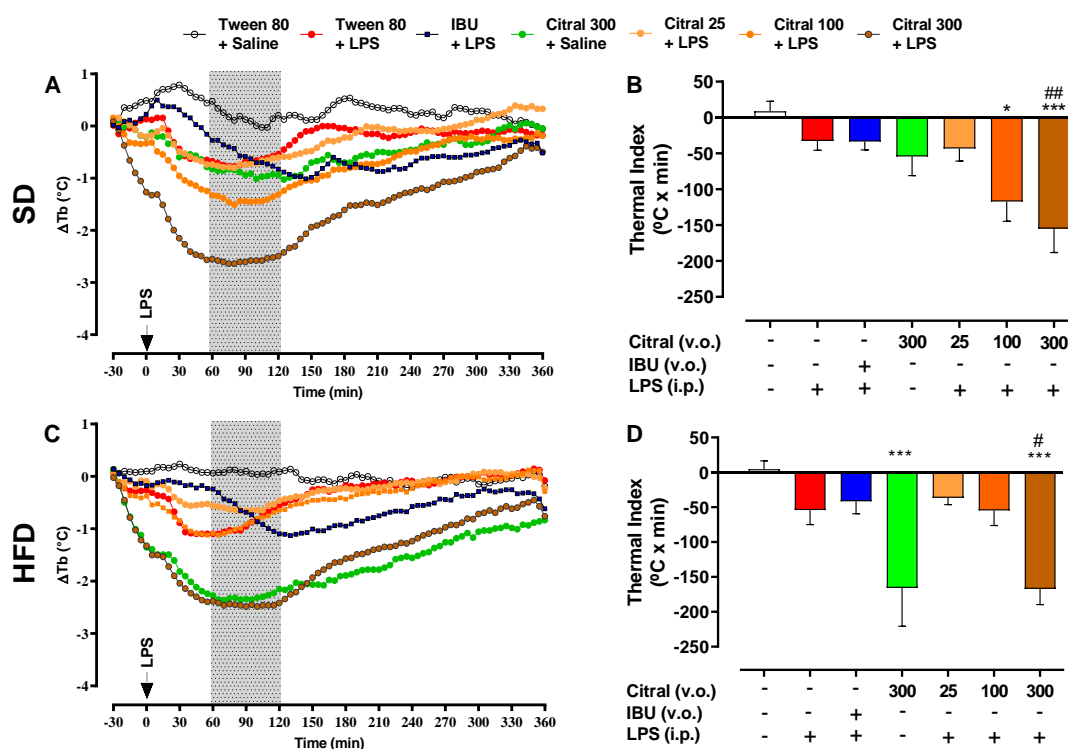 Tween 80 Tween 80 IBU Citral 300 Citral 25 Citral 100 Citral 300
+ Saline + LPS + LPS + Saline + LPS + LPS + LPS
A
SD
ΔTb (°C)
1
0
-1
-2
-3
-4
LPS
-30 0 30 60 90 120 150 180 210 240 270 300 330 360
Time (min)
B
Thermal Index
(ºC x min)
50
0
-50
-100
-150
-200
-250
* ##
***
Citral (v.o.) - - - 300 25 100 300
IBU (v.o.) - - + - - - -
LPS (i.p.) - + + - + + +
C
HFD
ΔTb (°C)
1
0
-1
-2
-3
-4
LPS
-30 0 30 60 90 120 150 180 210 240 270 300 330 360
Time (min)
D
Thermal Index
(ºC x min)
50
0
-50
-100
-150
-200
-250
*** #
***
Citral (v.o.) - - - 300 25 100 300
IBU (v.o.) - - + - - - -
LPS (i.p.) - + + - + + +